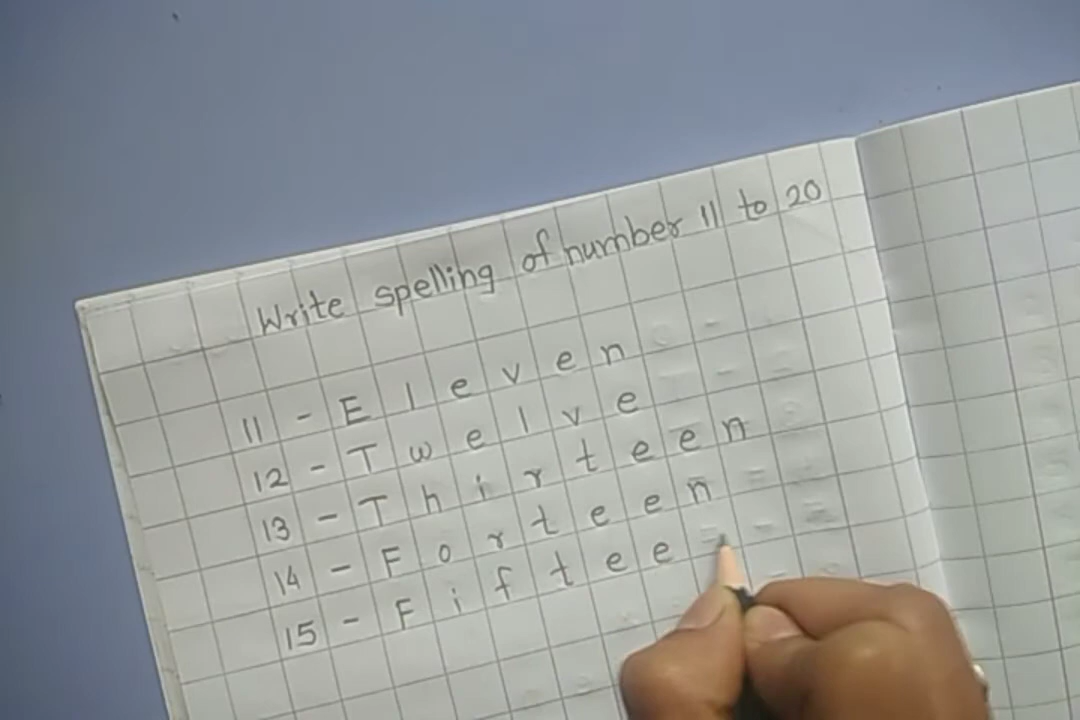 Write spelling of number 11 to 20
11 - Eleven
12 - Twelve
13 - Thirteen
14 - Forteen
15 - Fiftee